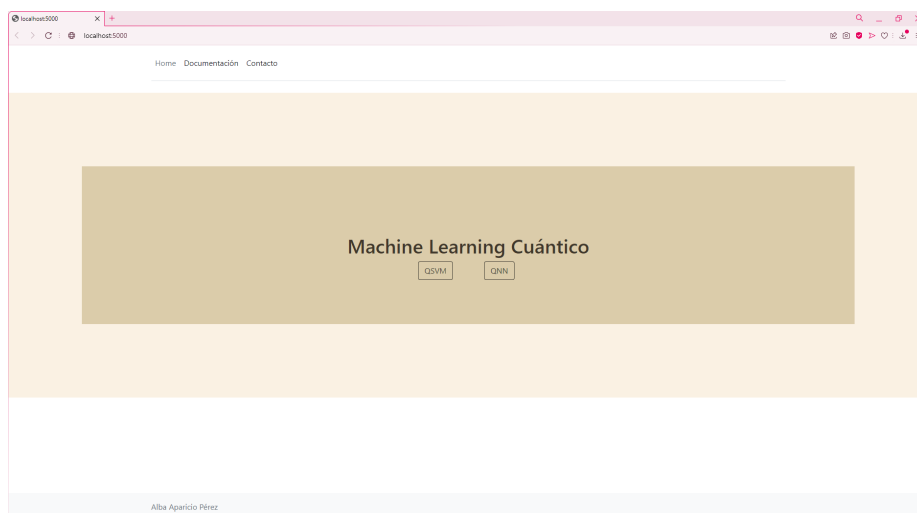 localhost:5000
localhost:5000
Home Documentación Contacto
Machine Learning Cuántico
QSVM QNN
Alba Aparicio Pérez